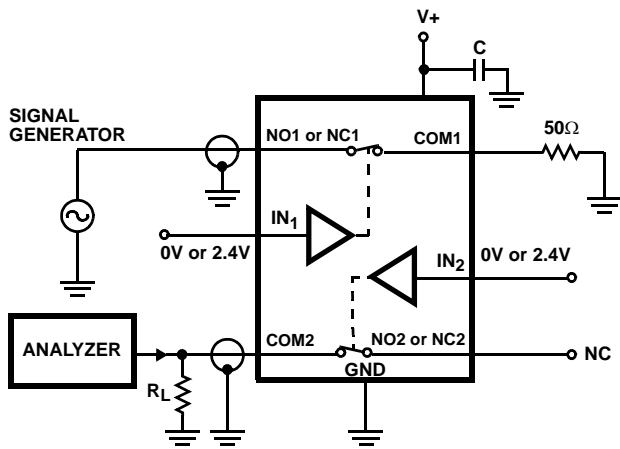 V+
C
SIGNAL
GENERATOR
NO1 or NC1
COM1
50Ω
IN1
0V or 2.4V
IN2
0V or 2.4V
ANALYZER
COM2
NO2 or NC2
NC
GND
RL